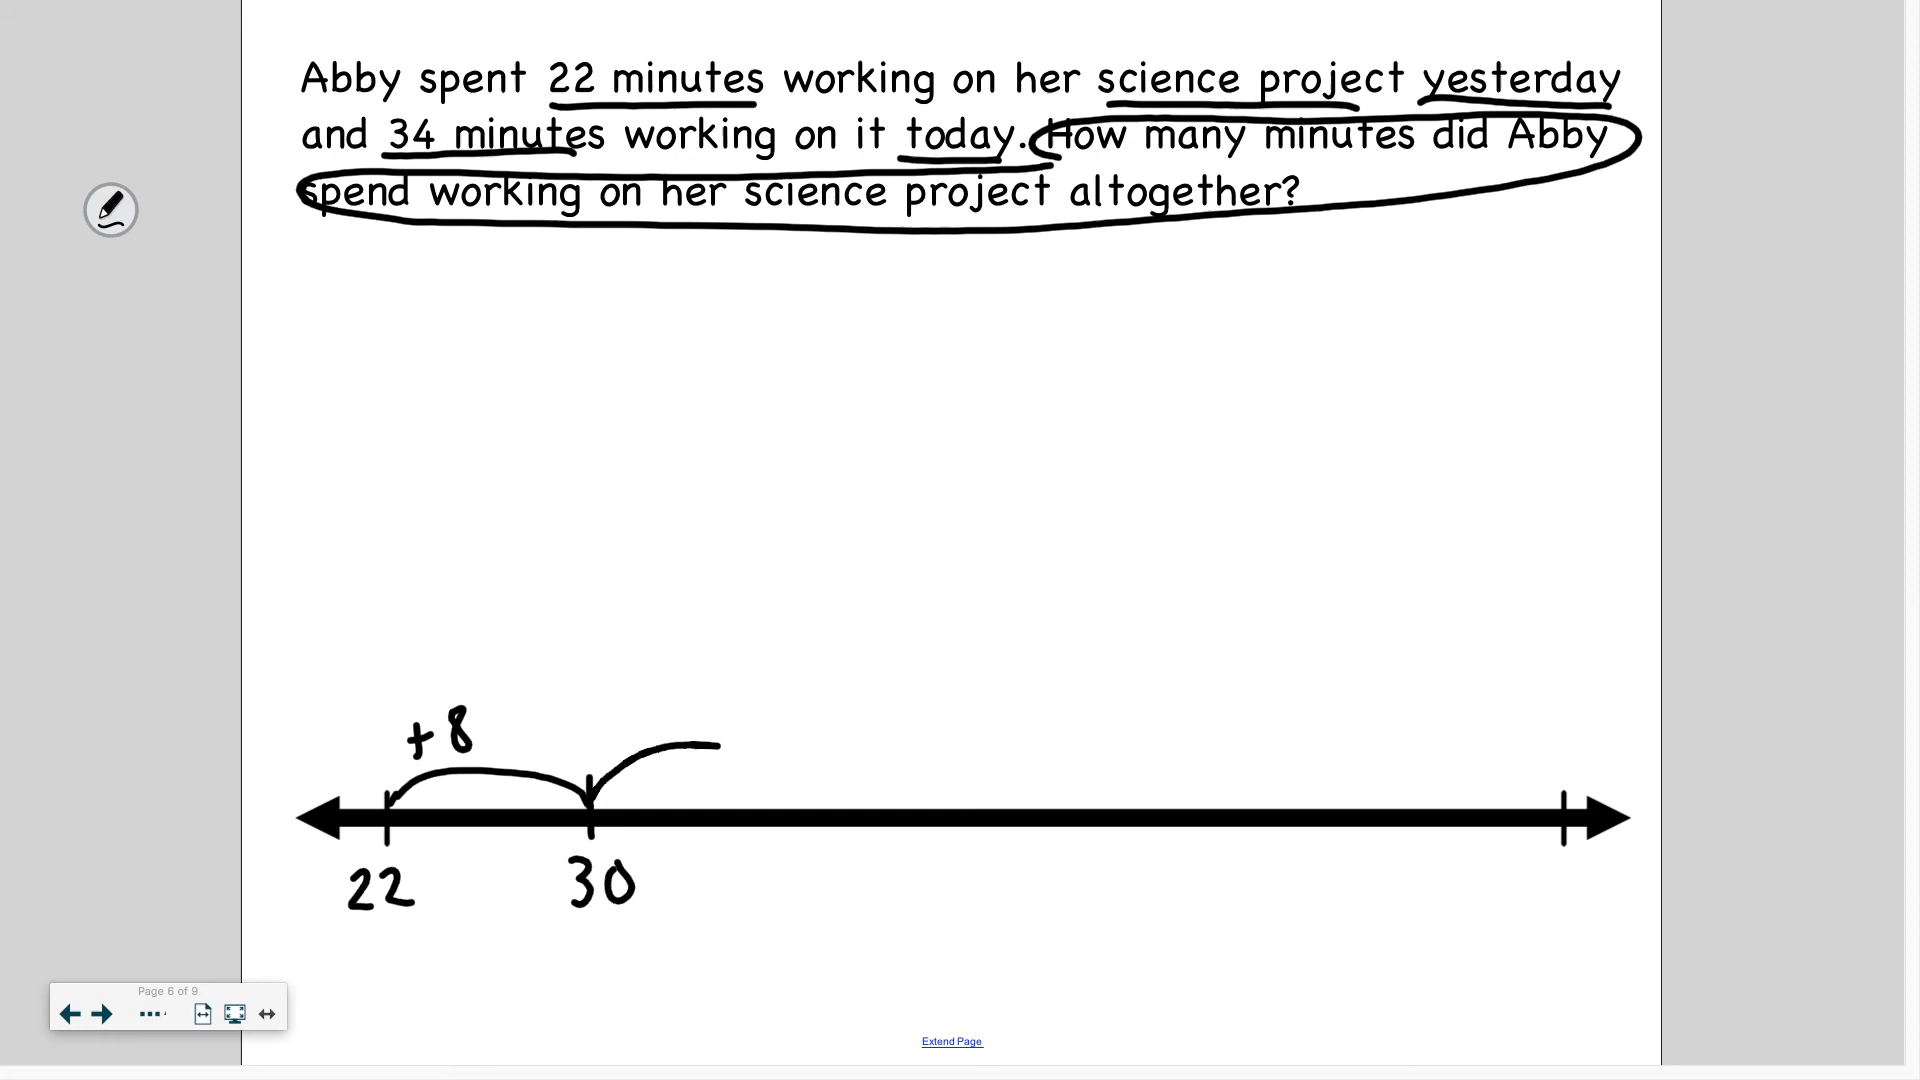 Abby spent 22 minutes working on her science project yesterday
and 34 minutes working on it today. How many minutes did Abby
spend working on her science project altogether?
+8
22 30
Page 6 of 9
Extend Page